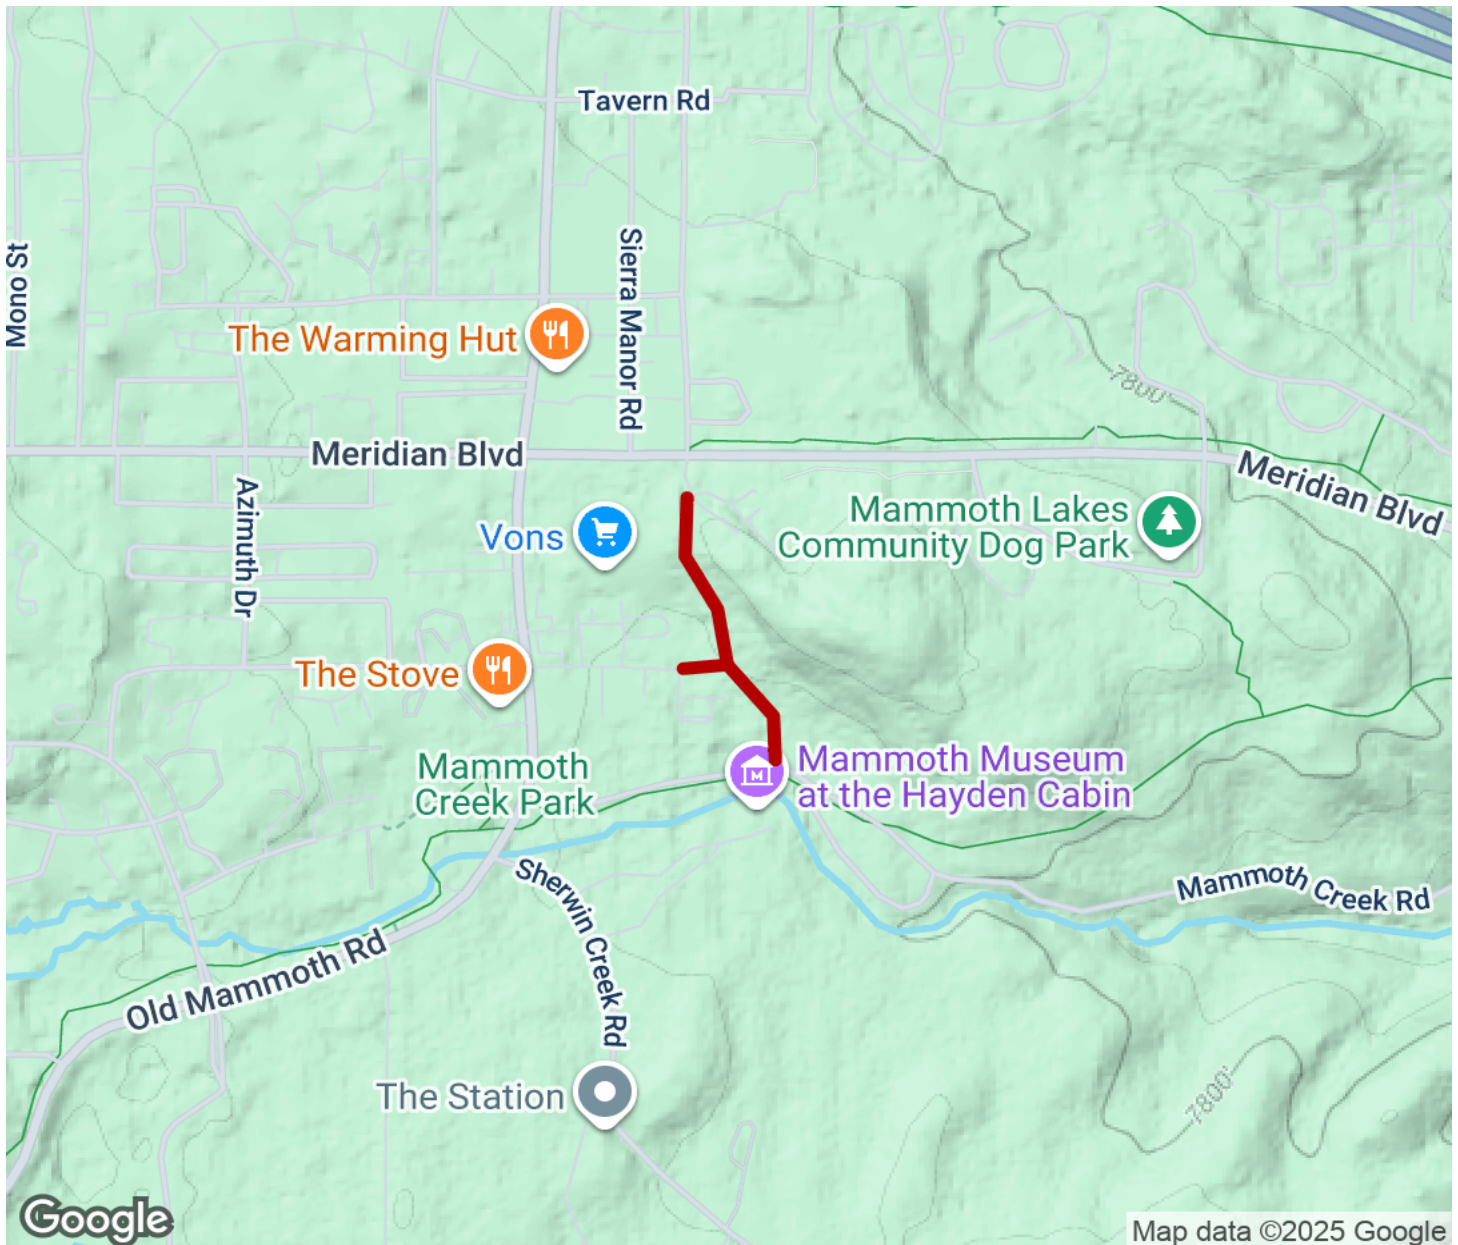 Tavern Rd
Mono St
Sierra Manor Rd
The Warming Hut
7800'
Meridian Blvd
Meridian Blvd
Azimuth Dr
Vons
Mammoth Lakes
Community Dog Park
The Stove
Mammoth
Creek Park
Mammoth Museum
at the Hayden Cabin
Sherwin Creek Rd
Mammoth Creek Rd
Old Mammoth Rd
The Station
7800'
Google
Map data ©2025 Google